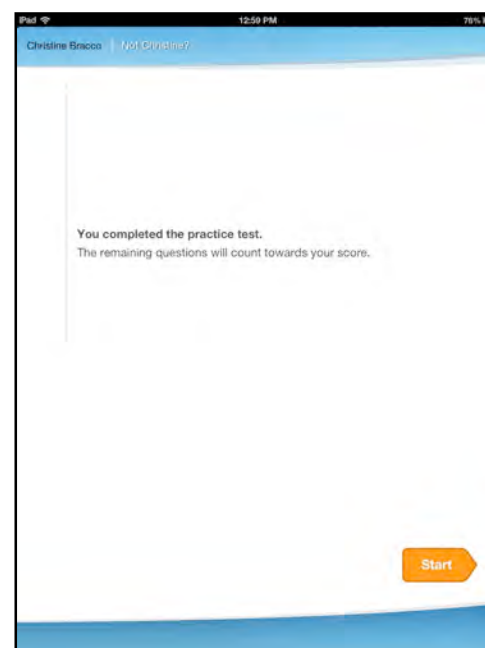 iPad 12:50 PM 76%
Christine Bracco | Not Christine?
You completed the practice test.
The remaining questions will count towards your score.
Start